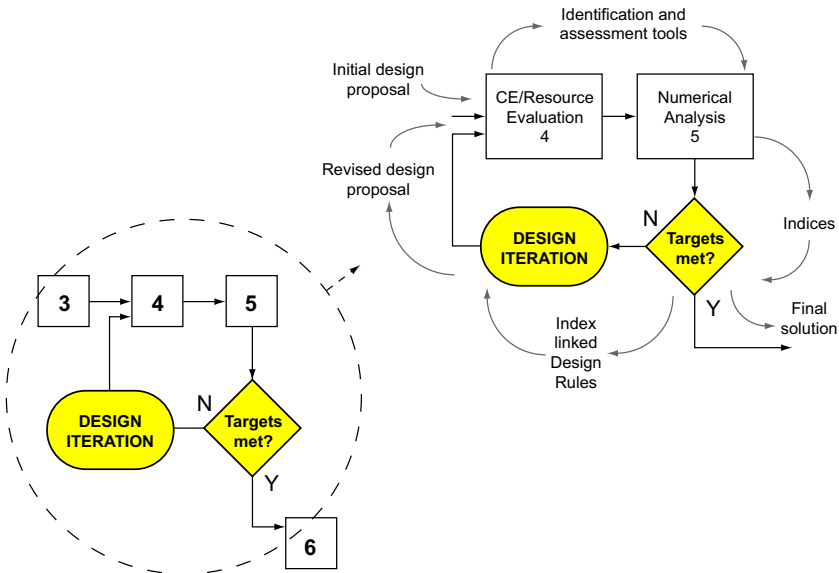 Identification and
assessment tools
Initial design
proposal
CE/Resource
Evaluation
4
Numerical
Analysis
5
Revised design
proposal
N
DESIGN
ITERATION
Targets
met?
Indices
Y
Final
solution
Index
linked
Design
Rules
3
4
5
DESIGN
ITERATION
N
Targets
met?
Y
6